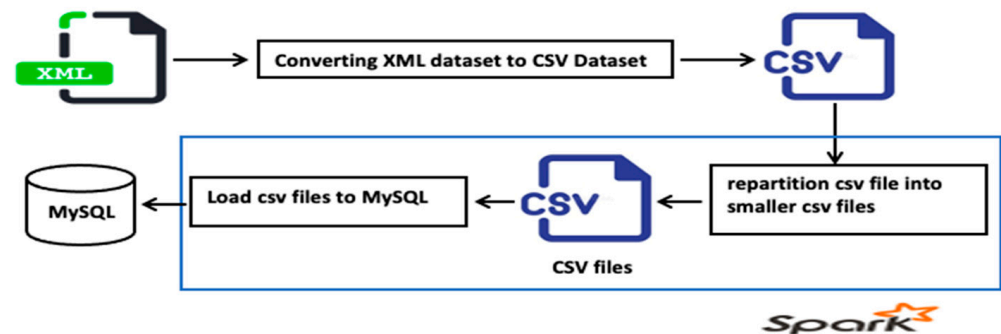 XML
Converting XML dataset to CSV Dataset
CSV
MySQL
Load csv files to MySQL
CSV
CSV files
repartition csv file into
smaller csv files
Spark